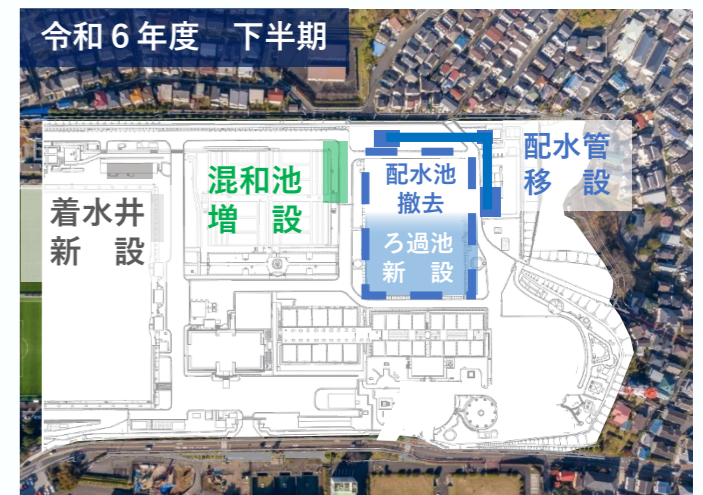 令和６年度　下半期
着水井
新　設
混和池
増　設
配水池
撤去
ろ過池
新　設
配水管
移　設